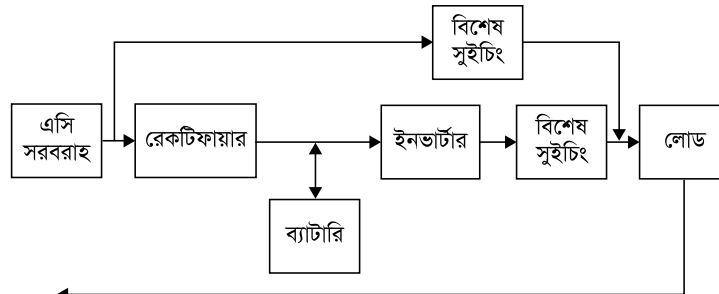 বিশেষ
সুইচিং
এসি
সরবরাহ
রেকটিফায়ার
ইনভার্টার
বিশেষ
সুইচিং
লোড
ব্যাটারি